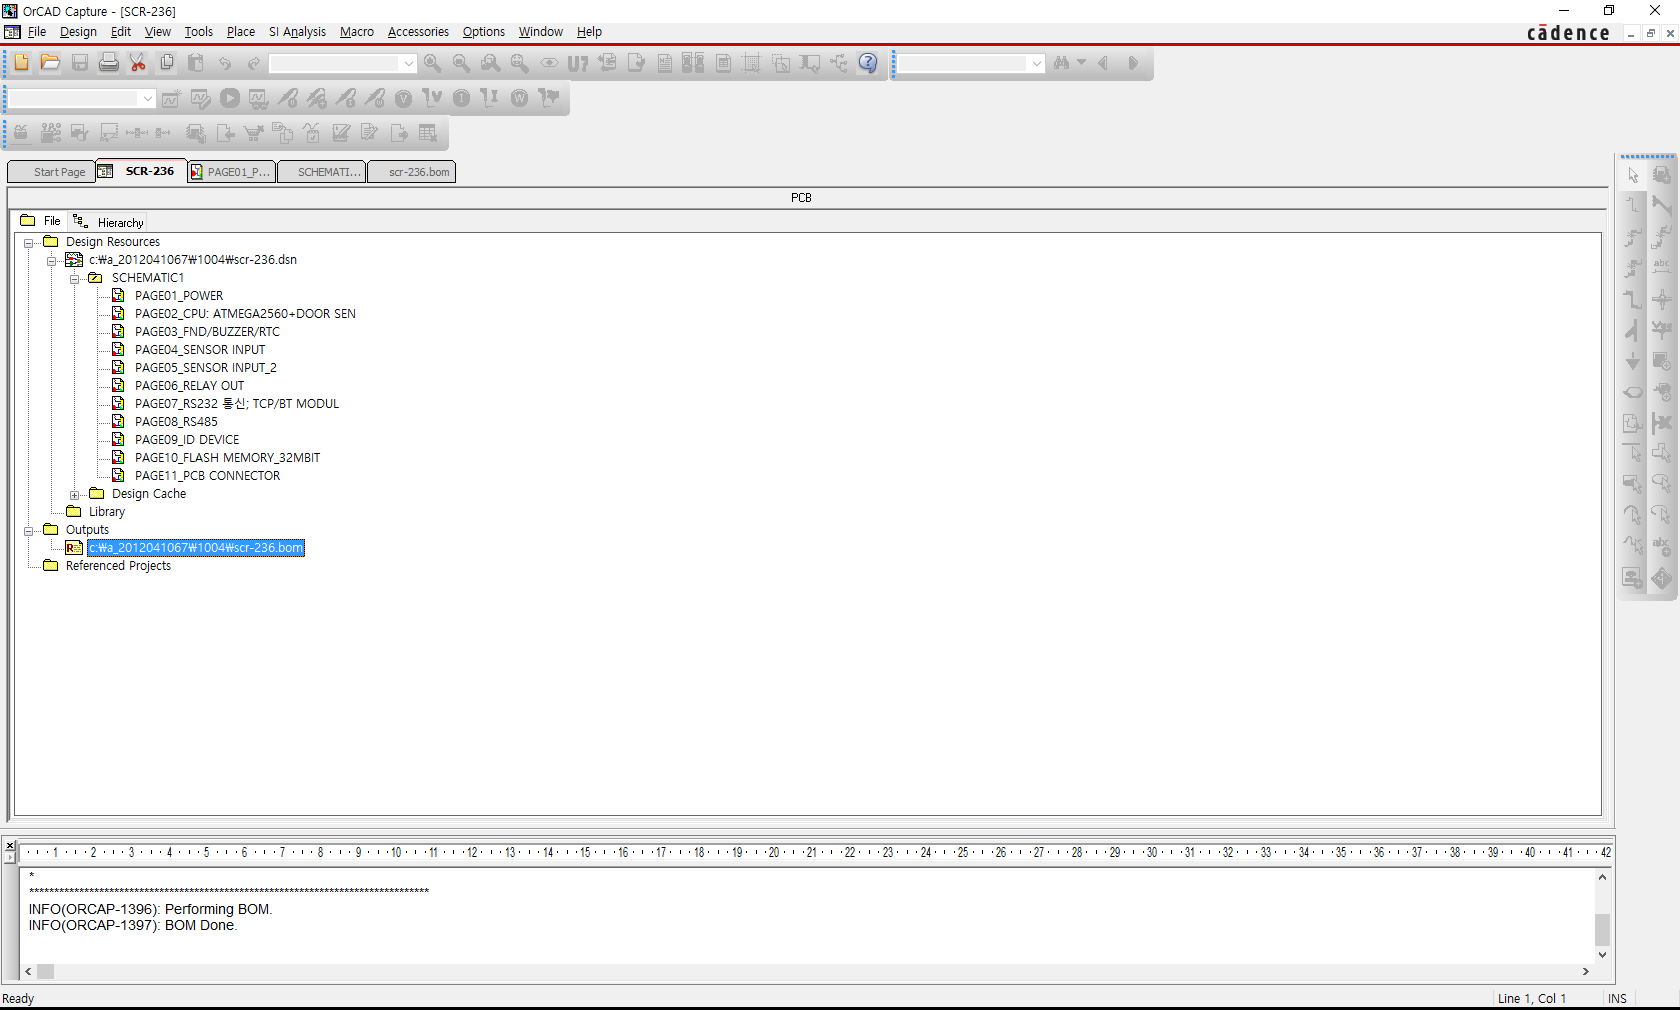 OrCAD Capture - [SCR-236]
File Design Edit View Tools Place SI Analysis Macro Accessories Options Window Help
cādence
U?
V V I I W
Start Page SCR-236 PAGE01_P... SCHEMATI... scr-236.bom
PCB
File Hierarchy
Design Resources
c:₩a_2012041067₩1004₩scr-236.dsn
SCHEMATIC1
PAGE01_POWER
PAGE02_CPU: ATMEGA2560+DOOR SEN
PAGE03_FND/BUZZER/RTC
PAGE04_SENSOR INPUT
PAGE05_SENSOR INPUT_2
PAGE06_RELAY OUT
PAGE07_RS232 통신; TCP/BT MODUL
PAGE08_RS485
PAGE09_ID DEVICE
PAGE10_FLASH MEMORY_32MBIT
PAGE11_PCB CONNECTOR
Design Cache
Library
Outputs
c:₩a_2012041067₩1004₩scr-236.bom
Referenced Projects
abc
abc
1 2 3 4 5 6 7 8 9 10 11 12 13 14 15 16 17 18 19 20 21 22 23 24 25 26 27 28 29 30 31 32 33 34 35 36 37 38 39 40 41 42
*
********************************************************************************
INFO(ORCAP-1396): Performing BOM.
INFO(ORCAP-1397): BOM Done.
Ready Line 1, Col 1 INS